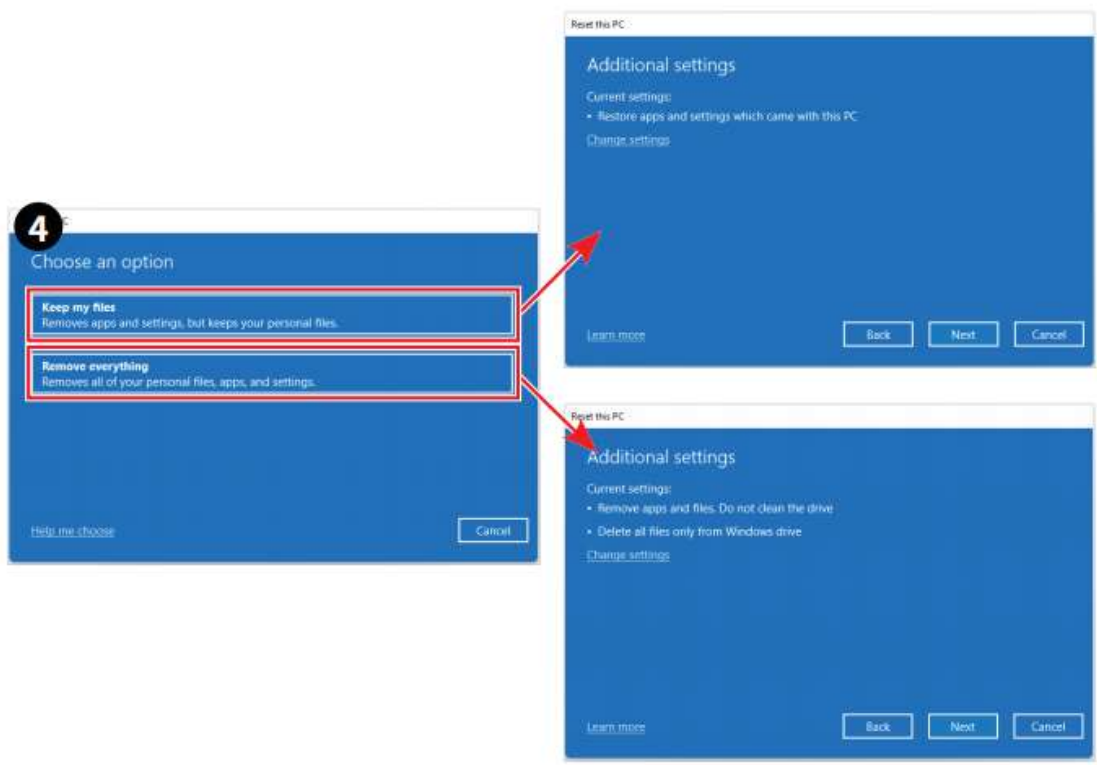 4
PC
Choose an option
Keep my files
Removes apps and settings, but keeps your personal files.
Remove everything
Removes all of your personal files, apps, and settings.
Help me choose
Cancel
Reset this PC
Additional settings
Current settings:
• Restore apps and settings which came with this PC
Change settings
Learn more
Back
Next
Cancel
Reset this PC
Additional settings
Current settings:
• Remove apps and files. Do not clean the drive
• Delete all files only from Windows drive
Change settings
Learn more
Back
Next
Cancel